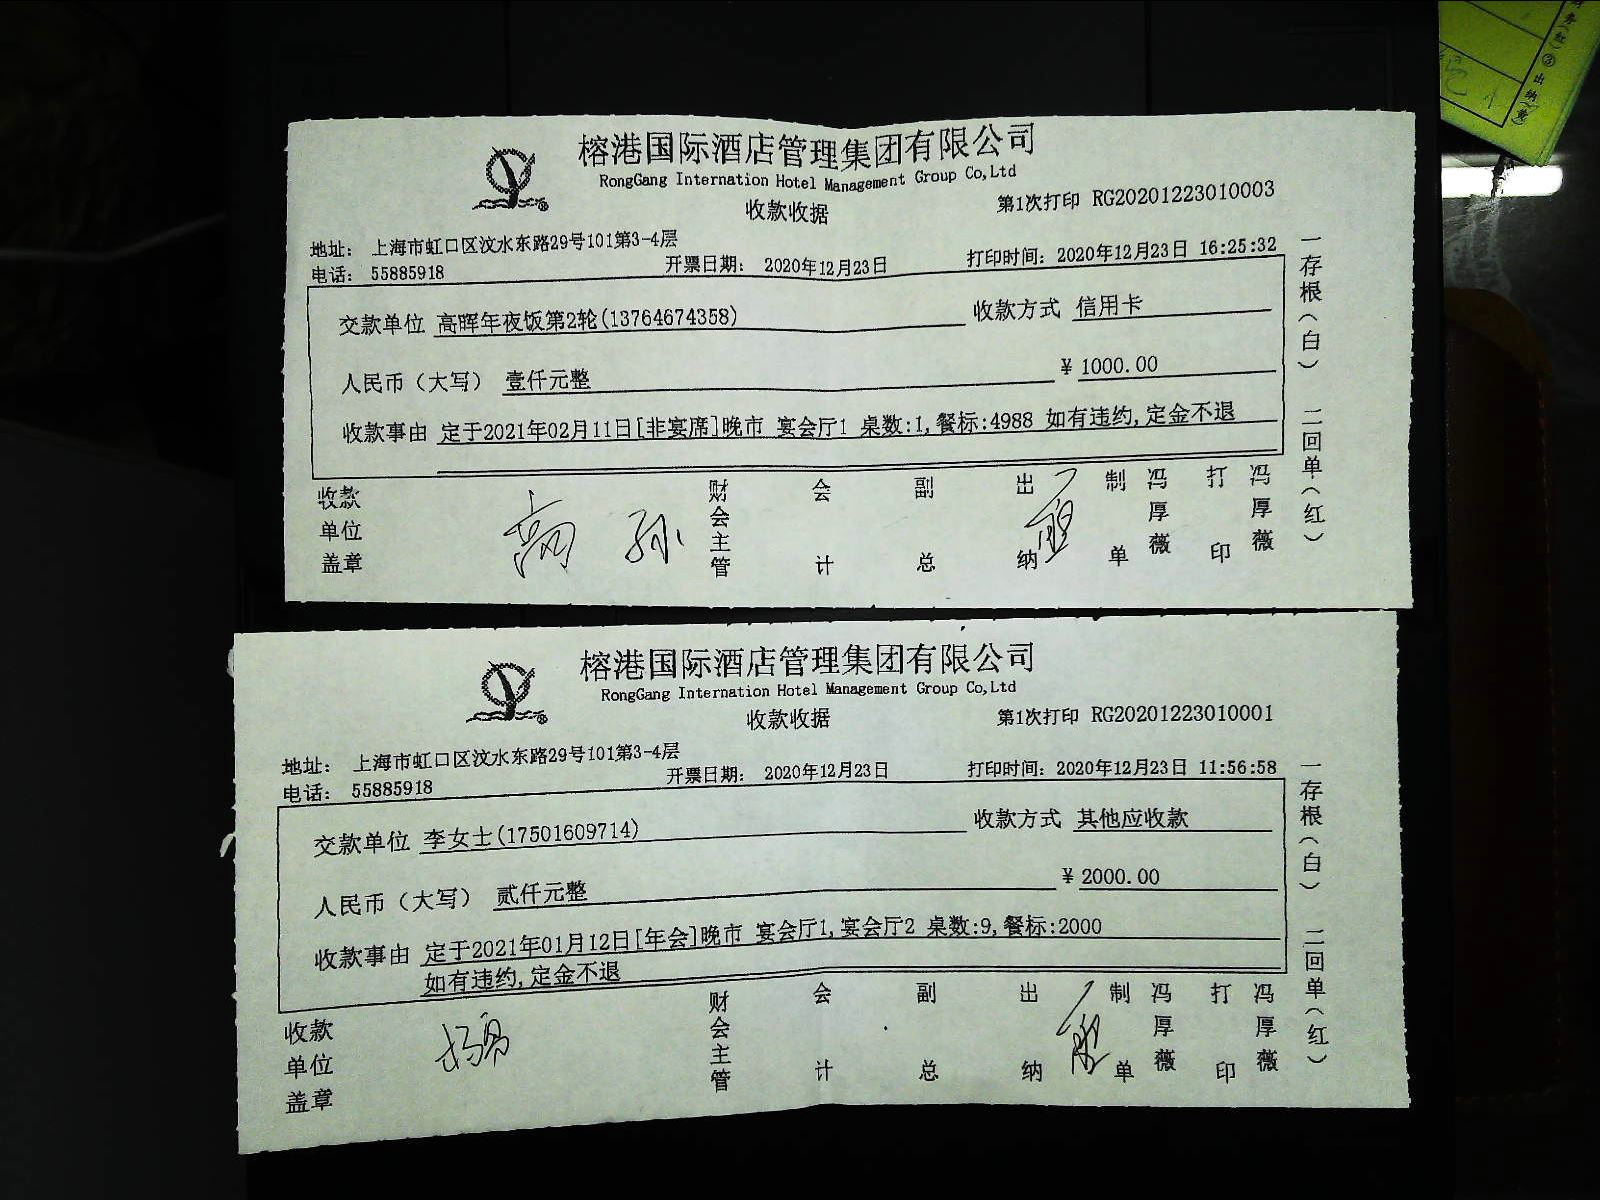 财务(红) ③ 出纳(黄)
榕港国际酒店管理集团有限公司
RongGang Internation Hotel Management Group Co,Ltd
收款收据
第1次打印 RG20201223010003
地址: 上海市虹口区汶水东路29号101第3-4层
电话: 55885918
开票日期: 2020年12月23日
打印时间: 2020年12月23日 16:25:32
交款单位 高晖年夜饭第2轮(13764674358)
收款方式 信用卡
人民币(大写) 壹仟元整
¥ 1000.00
收款事由 定于2021年02月11日[非宴席]晚市 宴会厅1 桌数:1,餐标:4988 如有违约,定金不退
收款单位盖章
高 孙
财会主管
会计
副总
出纳
制单
冯厚薇
打印
冯厚薇
一存根(白) 二回单(红)
榕港国际酒店管理集团有限公司
RongGang Internation Hotel Management Group Co,Ltd
收款收据
第1次打印 RG20201223010001
地址: 上海市虹口区汶水东路29号101第3-4层
电话: 55885918
开票日期: 2020年12月23日
打印时间: 2020年12月23日 11:56:58
交款单位 李女士(17501609714)
收款方式 其他应收款
人民币(大写) 贰仟元整
¥ 2000.00
收款事由 定于2021年01月12日[年会]晚市 宴会厅1,宴会厅2 桌数:9,餐标:2000
如有违约,定金不退
收款单位盖章
财会主管
会计
副总
出纳
制单
冯厚薇
打印
冯厚薇
一存根(白) 二回单(红)